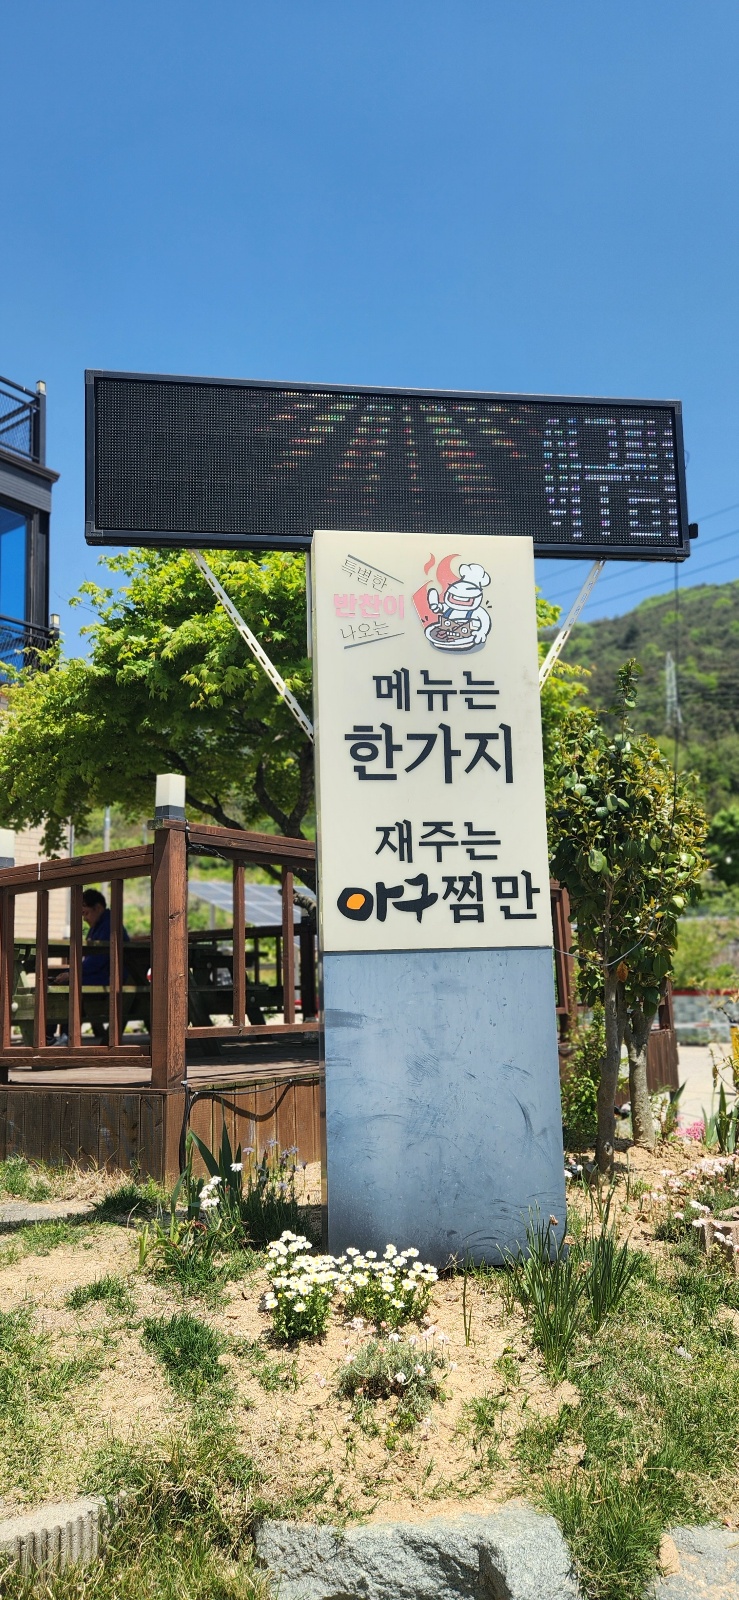 특별한
반찬이
나오는
메뉴는
한가지
재주는
아구찜만